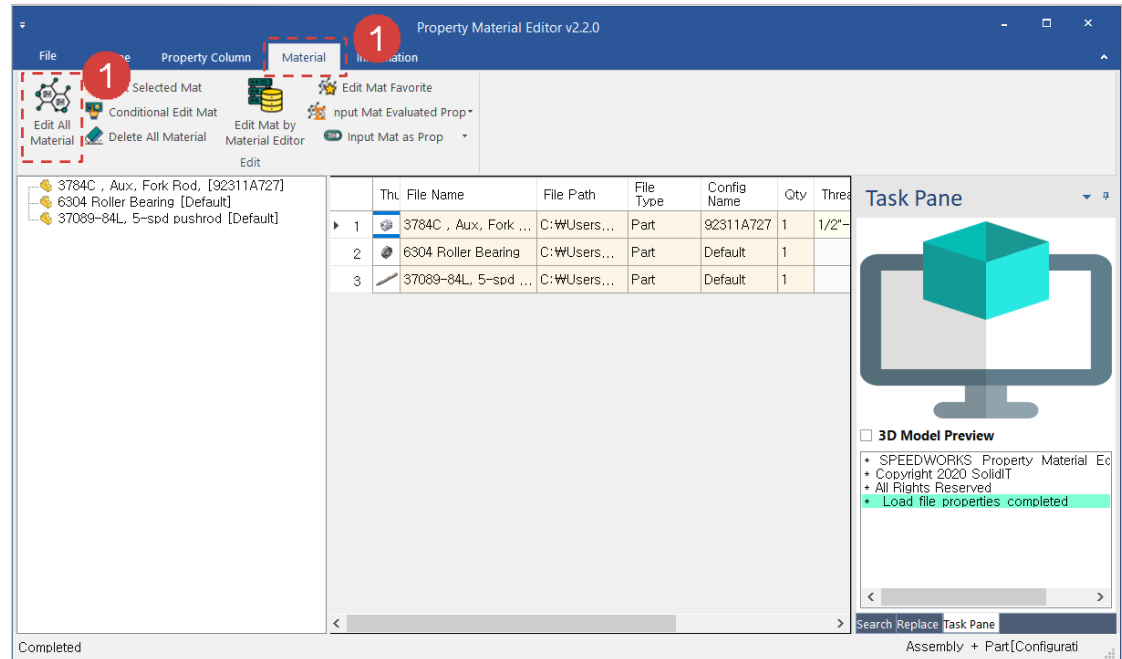 Property Material Editor v2.2.0
File
Property Column
Material
1
1
Selected Mat
Conditional Edit Mat
Delete All Material
Edit All
Material
Edit Mat by
Material Editor
Edit Mat Favorite
nput Mat Evaluated Prop
Input Mat as Prop
Edit
3784C , Aux, Fork Rod, [92311A727]
6304 Roller Bearing [Default]
37089-84L, 5-spd pushrod [Default]
Thu File Name File Path File Type Config Name Qty Threa
1 3784C , Aux, Fork ... C:₩Users... Part 92311A727 1 1/2"-
2 6304 Roller Bearing C:₩Users... Part Default 1
3 37089-84L, 5-spd ... C:₩Users... Part Default 1
Task Pane
3D Model Preview
+ SPEEDWORKS Property Material Ec
+ Copyright 2020 SolidIT
+ All Rights Reserved
+ Load file properties completed
Search Replace Task Pane
Completed
Assembly + Part[Configurati